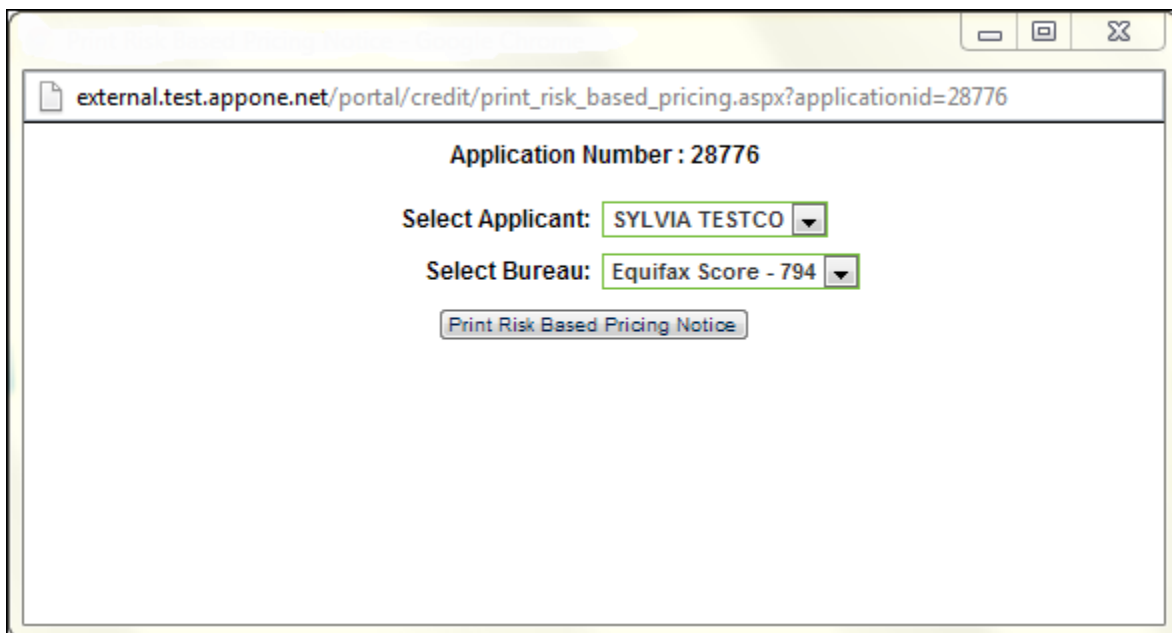 external.test.appone.net/portal/credit/print_risk_based_pricing.aspx?applicationid=28776
Application Number : 28776
Select Applicant: SYLVIA TESTCO
Select Bureau: Equifax Score - 794
Print Risk Based Pricing Notice